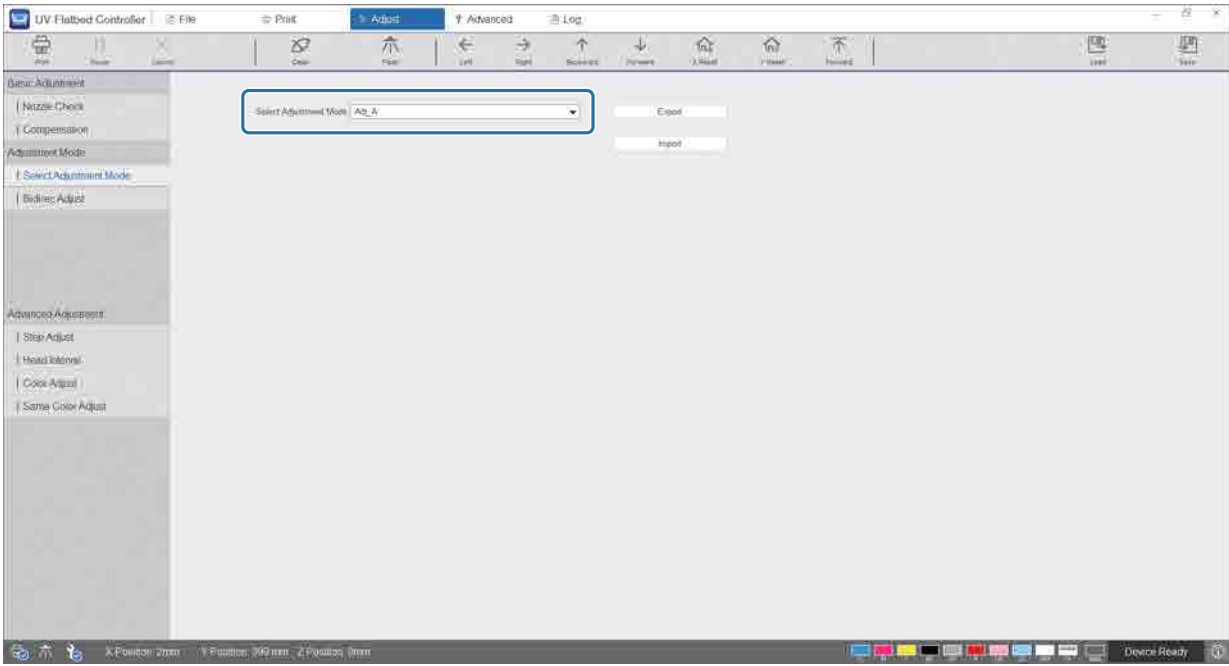 UV Flatbed Controller File Print Adjust Advanced Log
Print Pause Cancel Clean Flash Left Right Backward Forward X Reset Y Reset Forward Load Save
Basic Adjustment
Nozzle Check
Compensation
Adjustment Mode
Select Adjustment Mode
Bidirec Adjust
Advanced Adjustment
Step Adjust
Head Interval
Color Adjust
Same Color Adjust
Select Adjustment Mode Adj_A
Export
Import
X Position: 2mm Y Position: 399 mm Z Position: 0mm
Device Ready